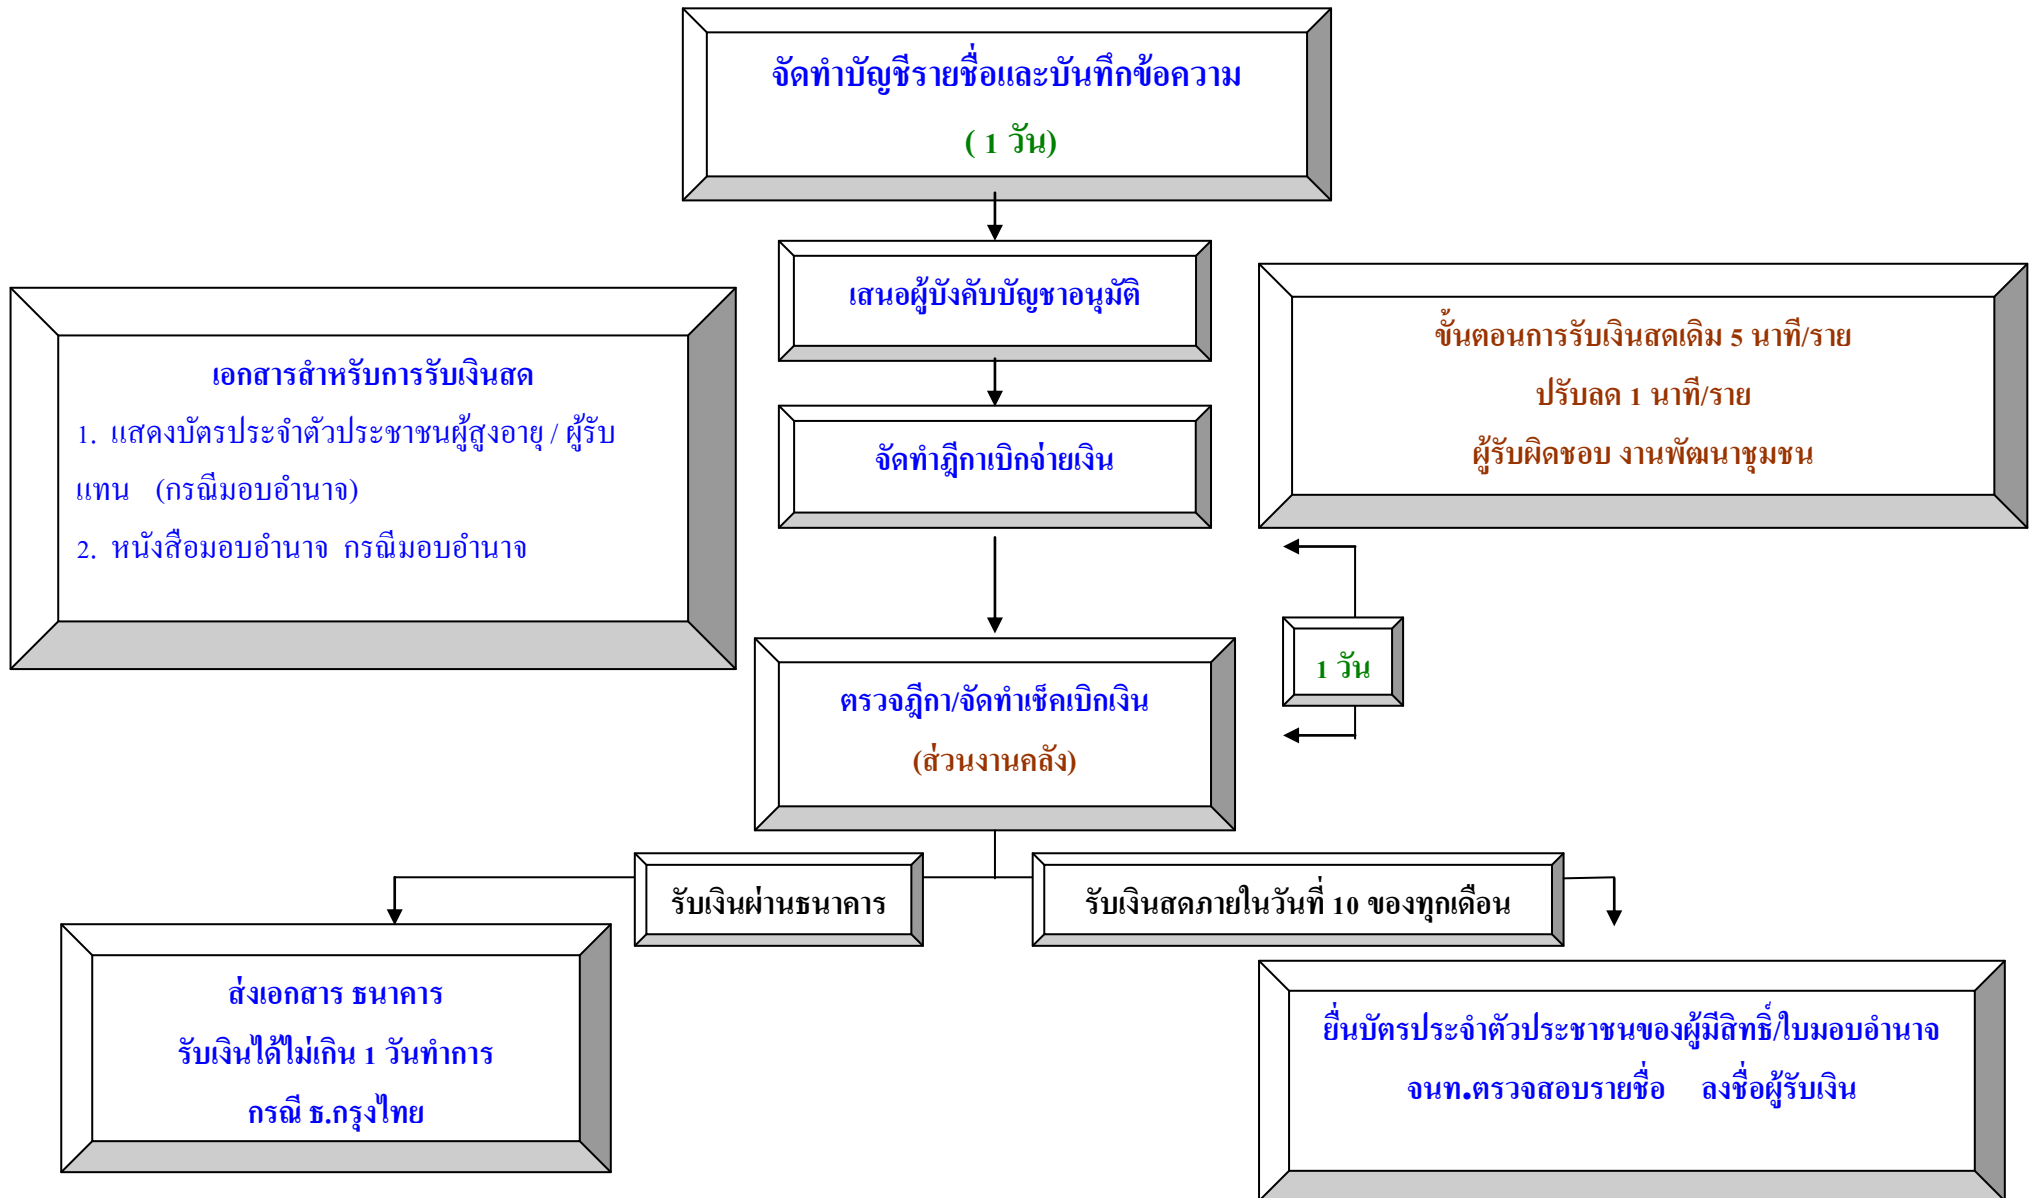 จัดทำบัญชีรายชื่อและบันทึกข้อความ
( 1 วัน)
เสนอผู้บังคับบัญชาอนุมัติ
เอกสารสำหรับการรับเงินสด
1. แสดงบัตรประจำตัวประชาชนผู้สูงอายุ / ผู้รับ
แทน (กรณีมอบอำนาจ)
2. หนังสือมอบอำนาจ กรณีมอบอำนาจ
ขั้นตอนการรับเงินสดเดิม 5 นาที/ราย
ปรับลด 1 นาที/ราย
ผู้รับผิดชอบ งานพัฒนาชุมชน
จัดทำฎีกาเบิกจ่ายเงิน
1 วัน
ตรวจฎีกา/จัดทำเช็คเบิกเงิน
(ส่วนงานคลัง)
รับเงินผ่านธนาคาร
รับเงินสดภายในวันที่ 10 ของทุกเดือน
ส่งเอกสาร ธนาคาร
รับเงินได้ไม่เกิน 1 วันทำการ
กรณี ธ.กรุงไทย
ยื่นบัตรประจำตัวประชาชนของผู้มีสิทธิ์/ใบมอบอำนาจ
จนท.ตรวจสอบรายชื่อ ลงชื่อผู้รับเงิน